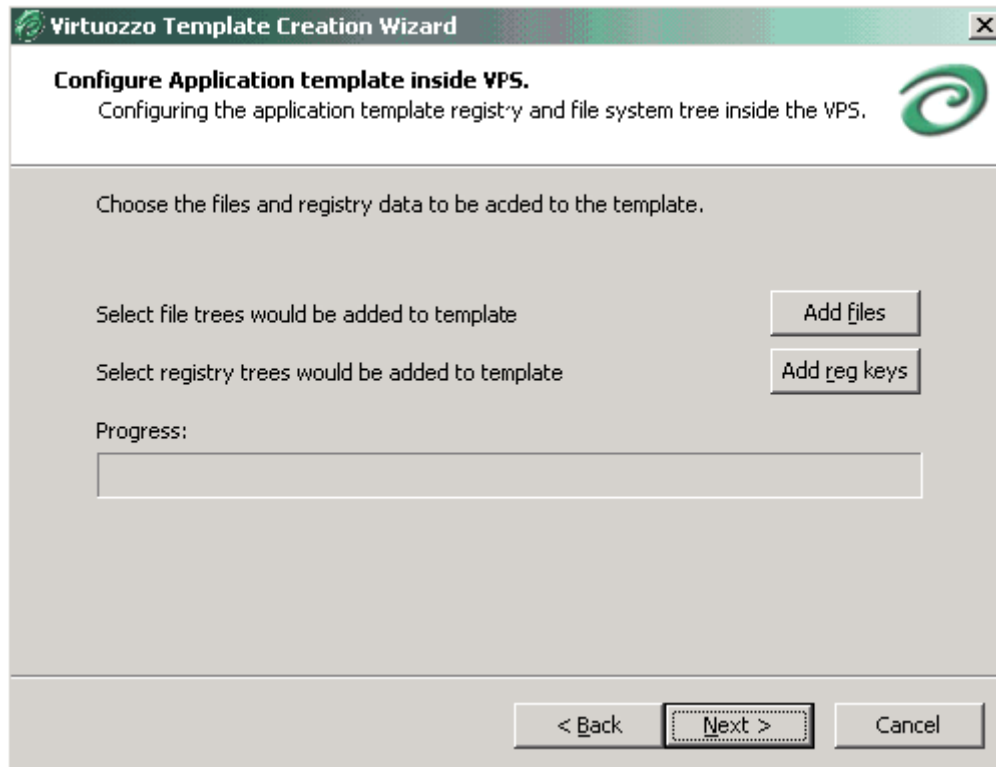 Virtuozzo Template Creation Wizard
Configure Application template inside VPS.
Configuring the application template registry and file system tree inside the VPS.
Choose the files and registry data to be added to the template.
Select file trees would be added to template
Add files
Select registry trees would be added to template
Add reg keys
Progress:
< Back Next > Cancel